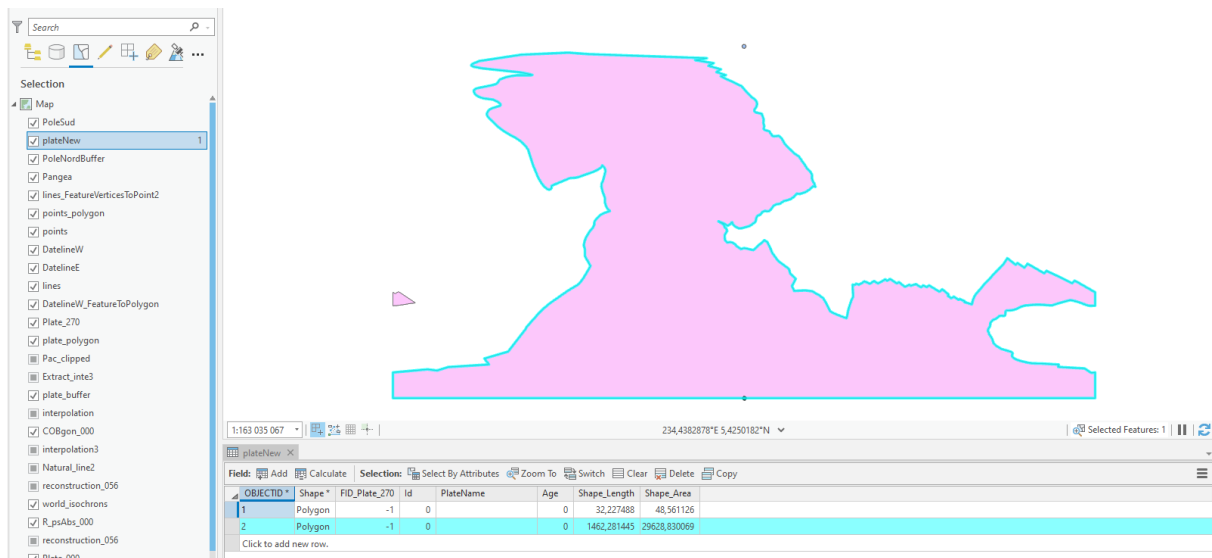 Search
Selection
Map
PoleSud
plateNew 1
PoleNordBuffer
Pangea
lines_FeatureVerticesToPoint2
points_polygon
points
DatelineW
DatelineE
lines
DatelineW_FeatureToPolygon
Plate_270
plate_polygon
Pac_clipped
Extract_inte3
plate_buffer
interpolation
COBgon_000
interpolation3
Natural_line2
reconstruction_056
world_isochrons
R_psAbs_000
reconstruction_056
Plate_000
1:163 035 067 234,4382878°E 5,4250182°N Selected Features: 1
plateNew
Field: Add Calculate Selection: Select By Attributes Zoom To Switch Clear Delete Copy
OBJECTID * Shape * FID_Plate_270 Id PlateName Age Shape_Length Shape_Area
1 Polygon -1 0 0 32,227488 48,561126
2 Polygon -1 0 0 1462,281445 29628,830069
Click to add new row.